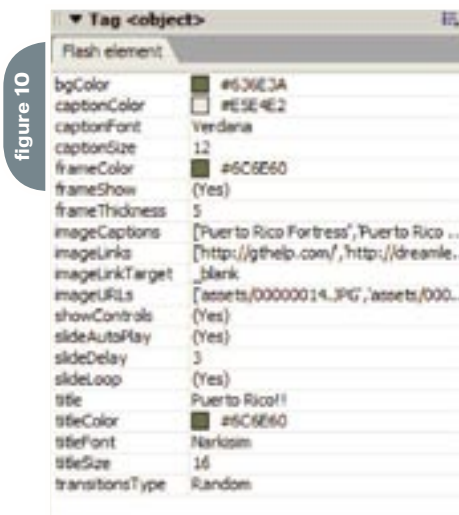 Tag <object>
Flash element
figure 10
bgColor #636E3A
captionColor #E5E4E2
captionFont Verdana
captionSize 12
frameColor #6C6E60
frameShow (Yes)
frameThickness 5
imageCaptions ['Puerto Rico Fortress','Puerto Rico ...
imageLinks ['http://gthelp.com/','http://dreamle...
imageLinkTarget _blank
imageURLs ['assets/00000014.JPG','assets/000...
showControls (Yes)
slideAutoPlay (Yes)
slideDelay 3
slideLoop (Yes)
title Puerto Rico!!
titleColor #6C6E60
titleFont Narkisim
titleSize 16
transitionsType Random